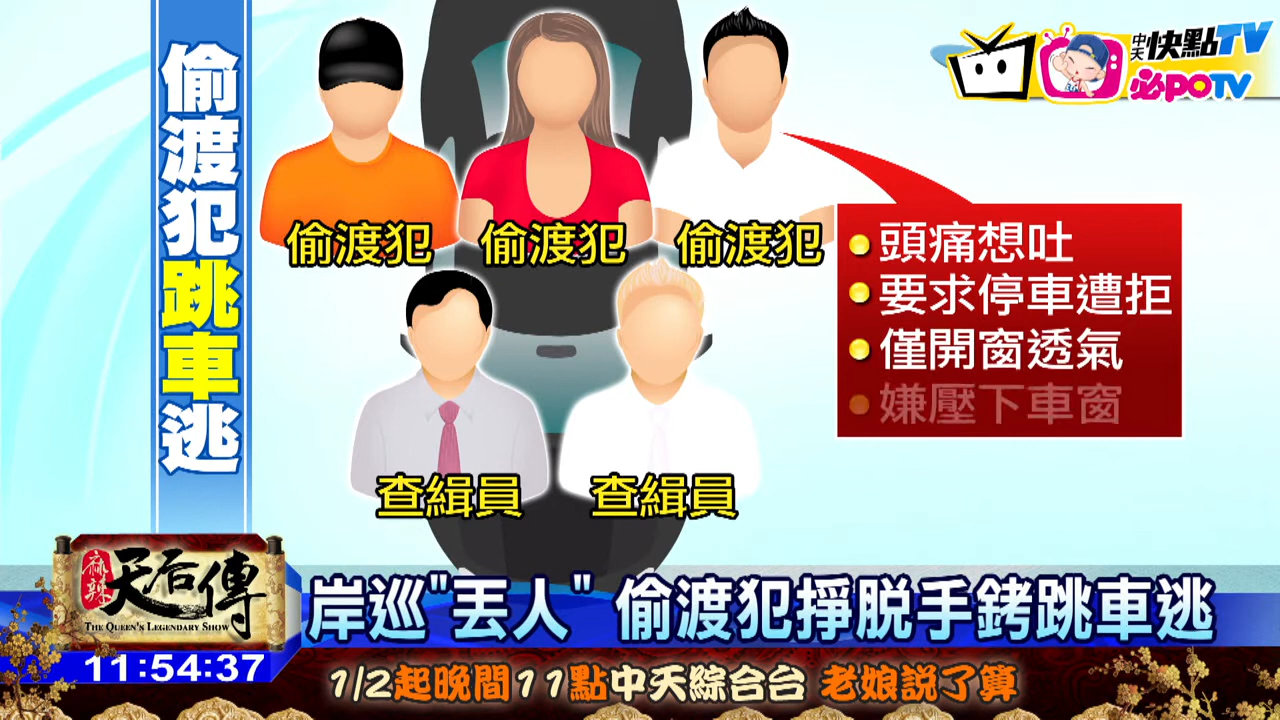 偷渡犯跳車逃
中天快點TV
必POTV
偷渡犯
偷渡犯
偷渡犯
頭痛想吐
要求停車遭拒
僅開窗透氣
嫌壓下車窗
查緝員
查緝員
麻辣天后傳
THE QUEEN'S LEGENDARY SHOW
岸巡"丟人" 偷渡犯掙脫手銬跳車逃
11:54:37
1/2起晚間11點中天綜合台 老娘說了算